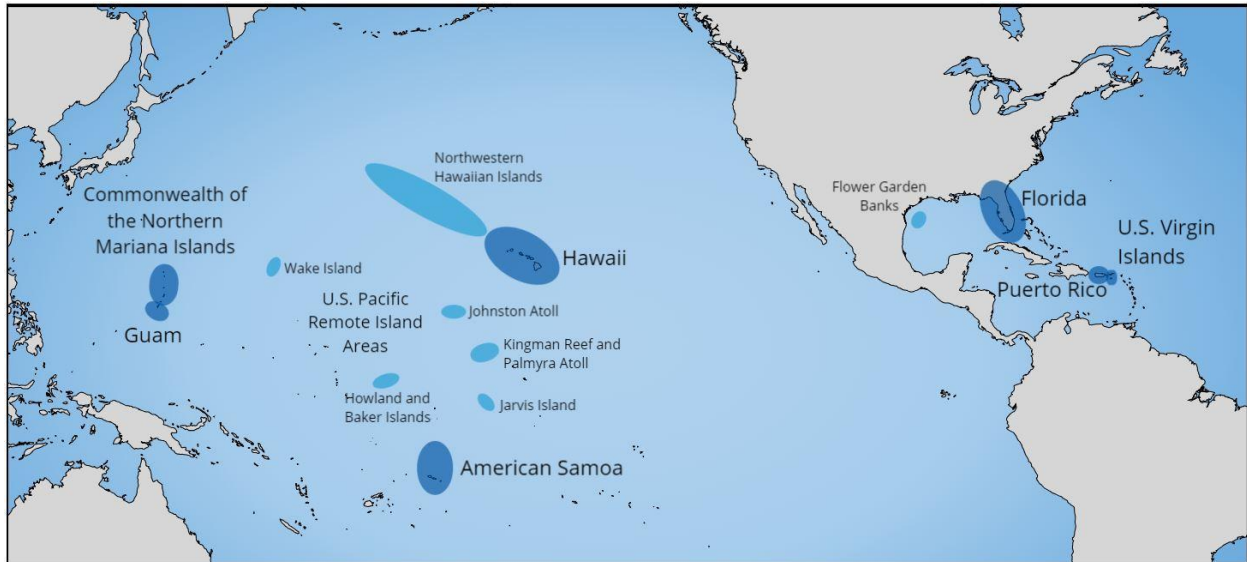 Northwestern
Hawaiian Islands
Commonwealth of
the Northern
Mariana Islands
Flower Garden
Banks
Florida
U.S. Virgin
Islands
Hawaii
Wake Island
Puerto Rico
U.S. Pacific
Remote Island
Areas
Johnston Atoll
Guam
Kingman Reef and
Palmyra Atoll
Howland and
Baker Islands
Jarvis Island
American Samoa